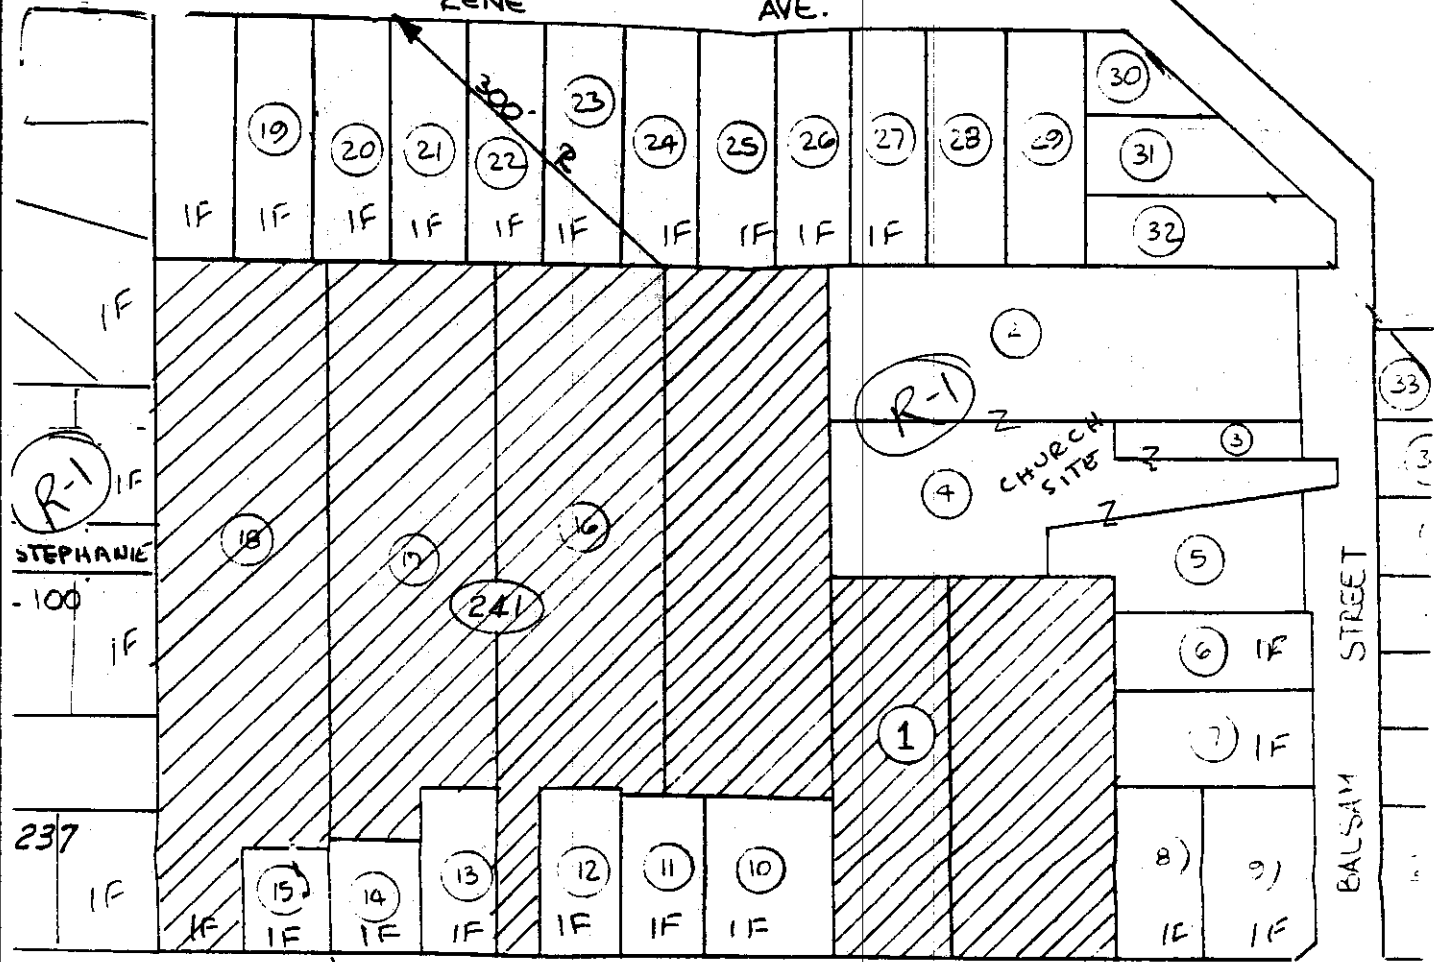 RENE AVE.
300- R
19 20 21 22 23 24 25 26 27 28 29 30
31
32
1F 1F 1F 1F 1F 1F 1F 1F 1F 1F
1F
2
33
R-1
Z
CHURCH
SITE
Z
3
4
Z
R-1
1F
STEPHANIE
18 17 16
5
- 100
241
1F
6 1F
STREET
1
7 1F
BALSAM
237
1F
1F
15 14 13 12 11 10
1F 1F 1F 1F 1F 1F
8) 9)
1F 1F